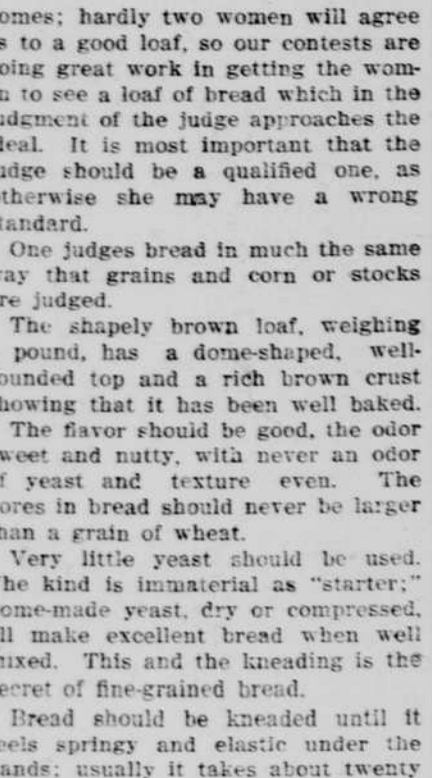 omes; hardly two women will agree
s to a good loaf, so our contests are
oing great work in getting the wom-
n to see a loaf of bread which in the
udgment of the judge approaches the
deal. It is most important that the
udge should be a qualified one, as
therwise she may have a wrong
tandard.
One judges bread in much the same
ay that grains and corn or stocks
re judged.
The shapely brown loaf, weighing
pound, has a dome-shaped, well-
ounded top and a rich brown crust
howing that it has been well baked.
The flavor should be good, the odor
weet and nutty, with never an odor
f yeast and texture even. The
ores in bread should never be larger
han a grain of wheat.
Very little yeast should be used.
he kind is immaterial as "starter;"
ome-made yeast, dry or compressed,
ll make excellent bread when well
mixed. This and the kneading is the
ecret of fine-grained bread.
Bread should be kneaded until it
eels springy and elastic under the
ands; usually it takes about twenty